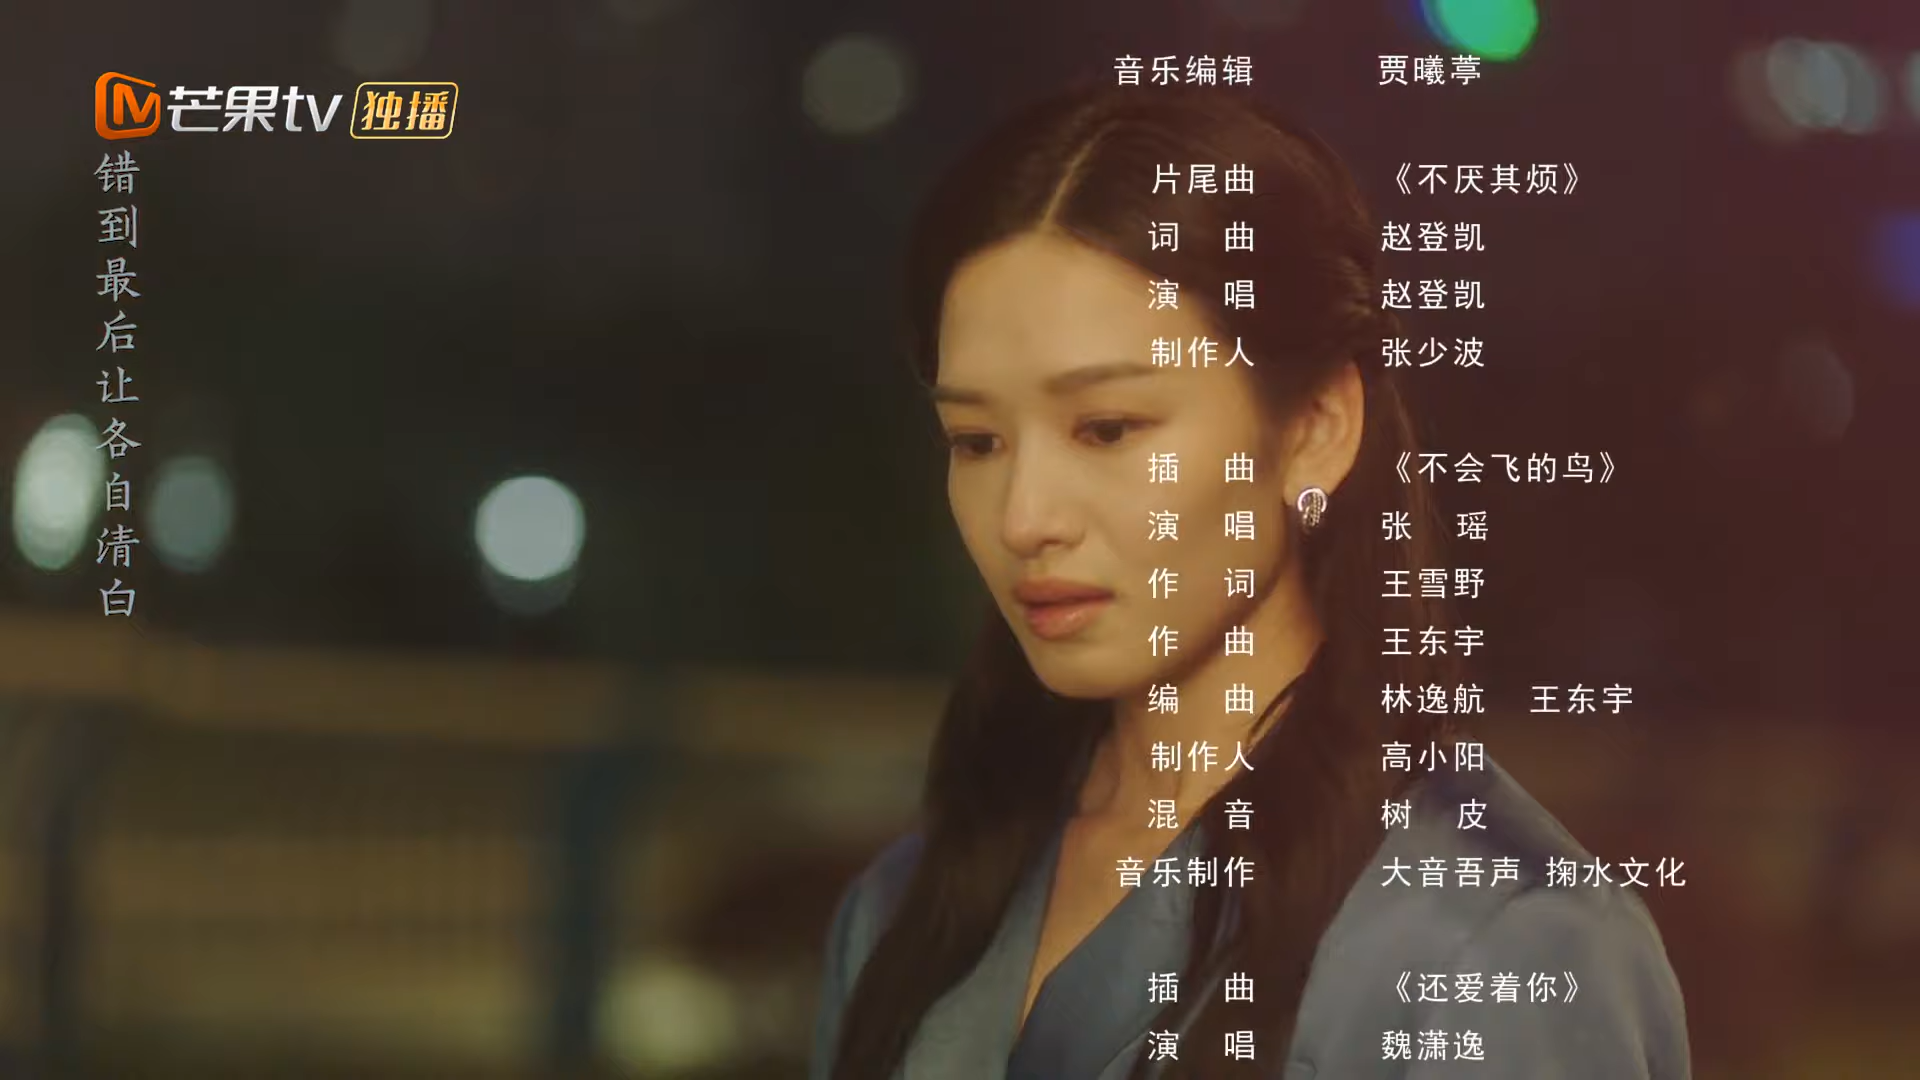 芒果tv 独播
错到最后让各自清白
音乐编辑 贾曦葶
片尾曲 《不厌其烦》
词 曲 赵登凯
演 唱 赵登凯
制作人 张少波
插 曲 《不会飞的鸟》
演 唱 张 瑶
作 词 王雪野
作 曲 王东宇
编 曲 林逸航 王东宇
制作人 高小阳
混 音 树 皮
音乐制作 大音吾声 掬水文化
插 曲 《还爱着你》
演 唱 魏潇逸